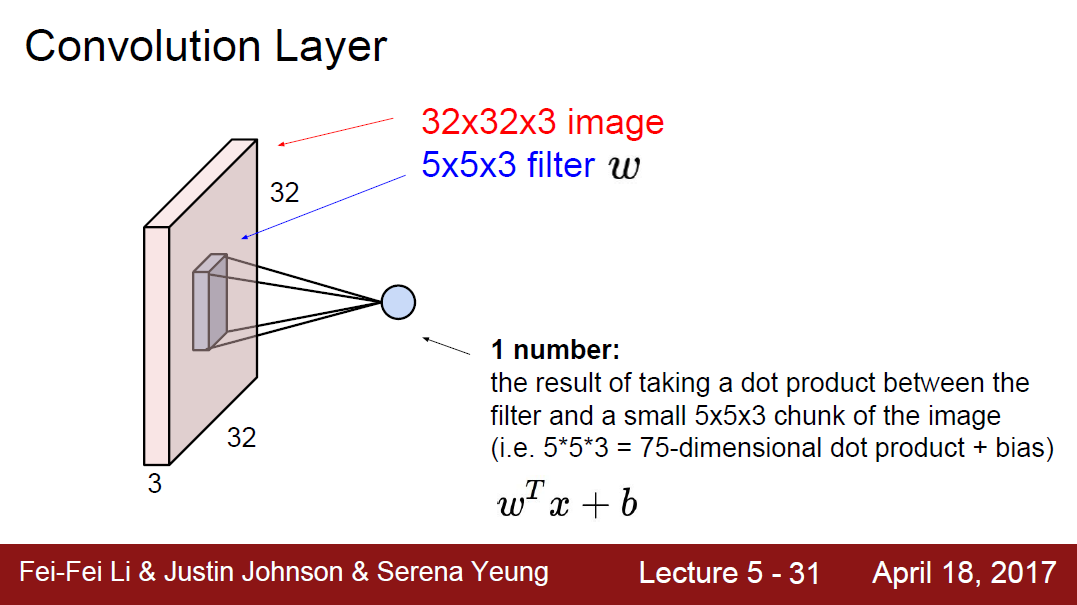 Convolution Layer
32x32x3 image
5x5x3 filter w
32
32
3
1 number:
the result of taking a dot product between the
filter and a small 5x5x3 chunk of the image
(i.e. 5*5*3 = 75-dimensional dot product + bias)
w^T x + b
Fei-Fei Li & Justin Johnson & Serena Yeung
Lecture 5 - 31
April 18, 2017